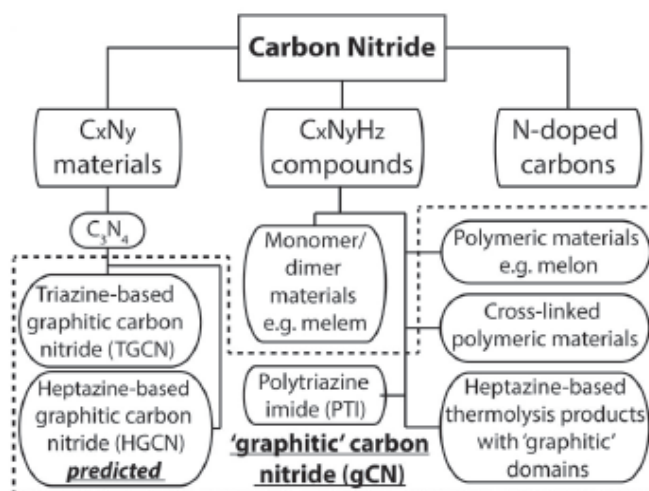 Carbon Nitride
CxNy
materials
CxNyHz
compounds
N-doped
carbons
C₃N₄
Monomer/
dimer
materials
e.g. melem
Polymeric materials
e.g. melon
Triazine-based
graphitic carbon
nitride (TGCN)
Cross-linked
polymeric materials
Heptazine-based
graphitic carbon
nitride (HGCN)
predicted
Polytriazine
imide (PTI)
Heptazine-based
thermolysis products
with ‘graphitic’
domains
‘graphitic’ carbon
nitride (gCN)